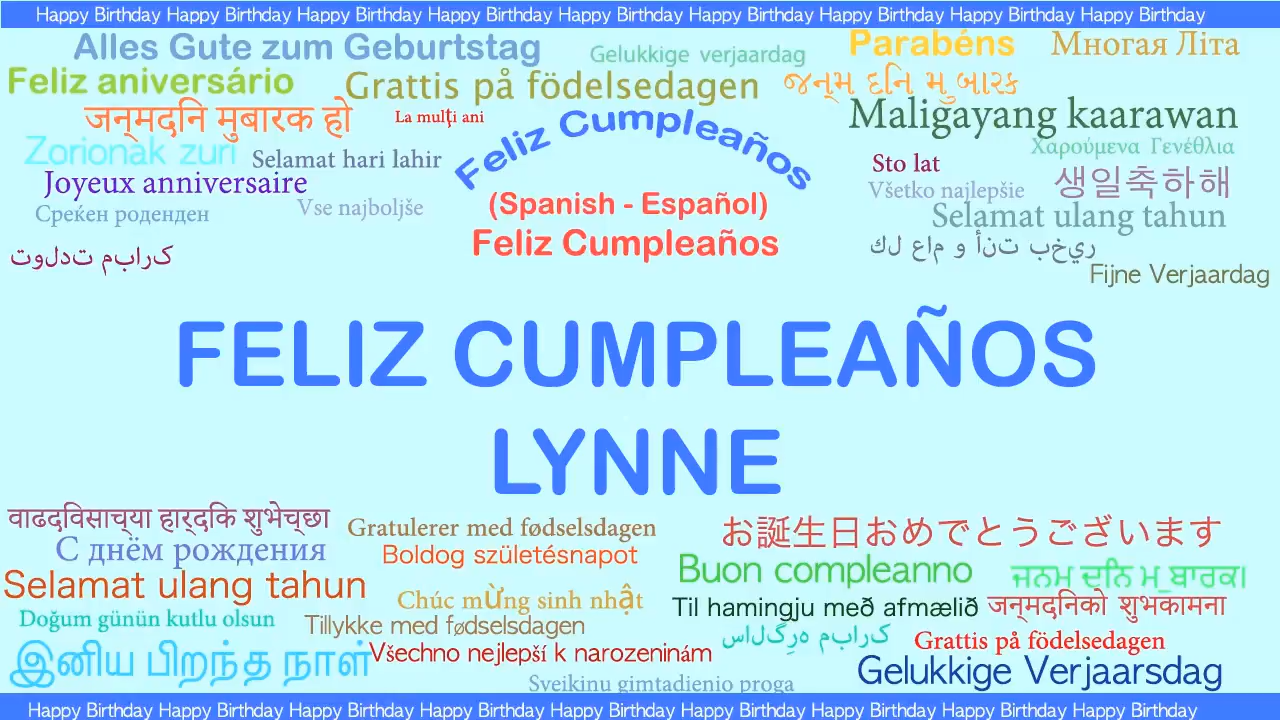 Happy Birthday Happy Birthday Happy Birthday Happy Birthday Happy Birthday Happy Birthday Happy Birthday Happy Birthday Happy Birthday
Alles Gute zum Geburtstag
Gelukkige verjaardag
Parabéns
Многая Літа
Feliz aniversário
Grattis på födelsedagen
જન્મ દિન મુબારક
जन्मदिन मुबारक हो
La mulţi ani
Feliz Cumpleaños
Maligayang kaarawan
Zorionak zuri
Selamat hari lahir
Sto lat
Χαρούμενα Γενέθλια
Joyeux anniversaire
(Spanish - Español)
Všetko najlepšie
생일축하해
Среќен роденден
Vse najboljše
Feliz Cumpleaños
Selamat ulang tahun
تولدت مبارک
كل عام و أنت بخير
Fijne Verjaardag
FELIZ CUMPLEAÑOS
LYNNE
वाढदिवसाच्या हार्दिक शुभेच्छा
Gratulerer med fødselsdagen
お誕生日おめでとうございます
С днём рождения
Boldog születésnapot
Buon compleanno
ਜਨਮ ਦਿਨ ਮੁਬਾਰਕ।
Selamat ulang tahun
Chúc mừng sinh nhật
Til hamingju með afmælið
जन्मदिनको शुभकामना
Doğum günün kutlu olsun
Tillykke med fødselsdagen
سالگِرہ مبارک
Grattis på födelsedagen
இனிய பிறந்த நாள்
Všechno nejlepší k narozeninám
Gelukkige Verjaarsdag
Sveikinu gimtadienio proga
Happy Birthday Happy Birthday Happy Birthday Happy Birthday Happy Birthday Happy Birthday Happy Birthday Happy Birthday Happy Birthday